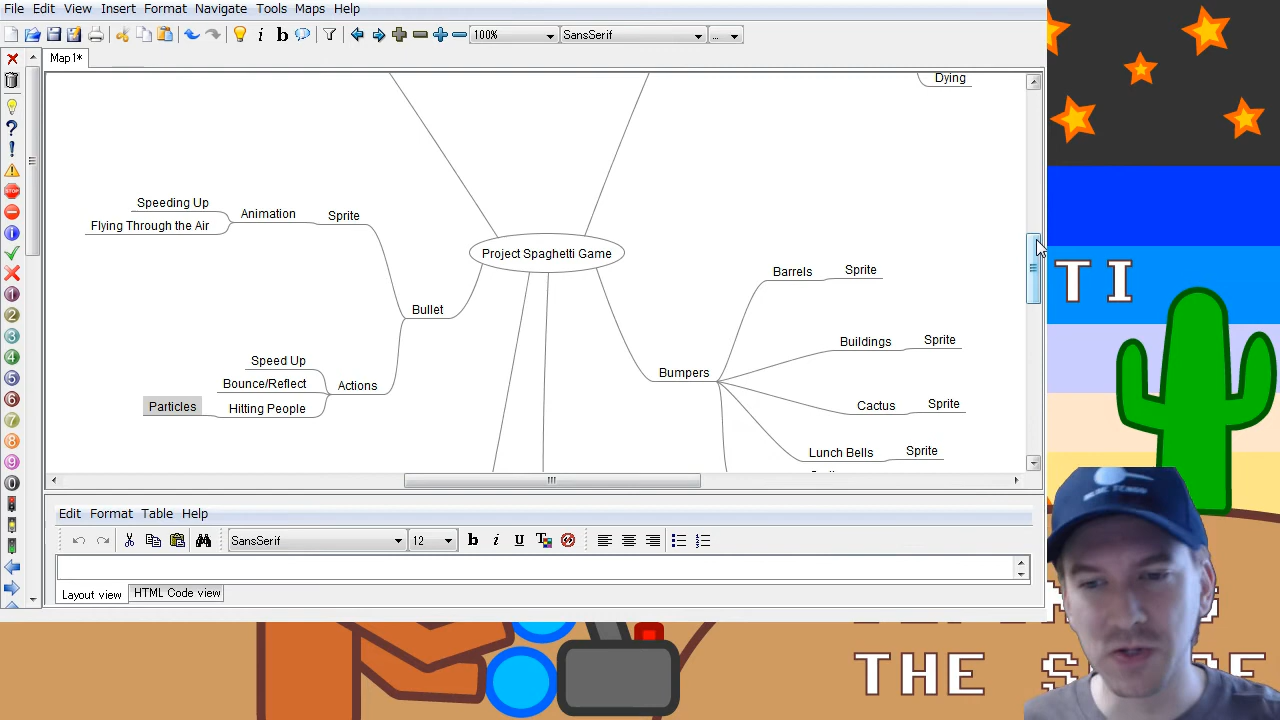 File Edit View Insert Format Navigate Tools Maps Help
100% SansSerif ...
Map1*
Dying
Speeding Up
Animation Sprite
Flying Through the Air
Project Spaghetti Game
Barrels Sprite
Bullet
Buildings Sprite
Speed Up
Bumpers
Bounce/Reflect
Actions
Particles
Hitting People
Cactus Sprite
Lunch Bells Sprite
TI
Edit Format Table Help
SansSerif 12
Layout view HTML Code view
THE